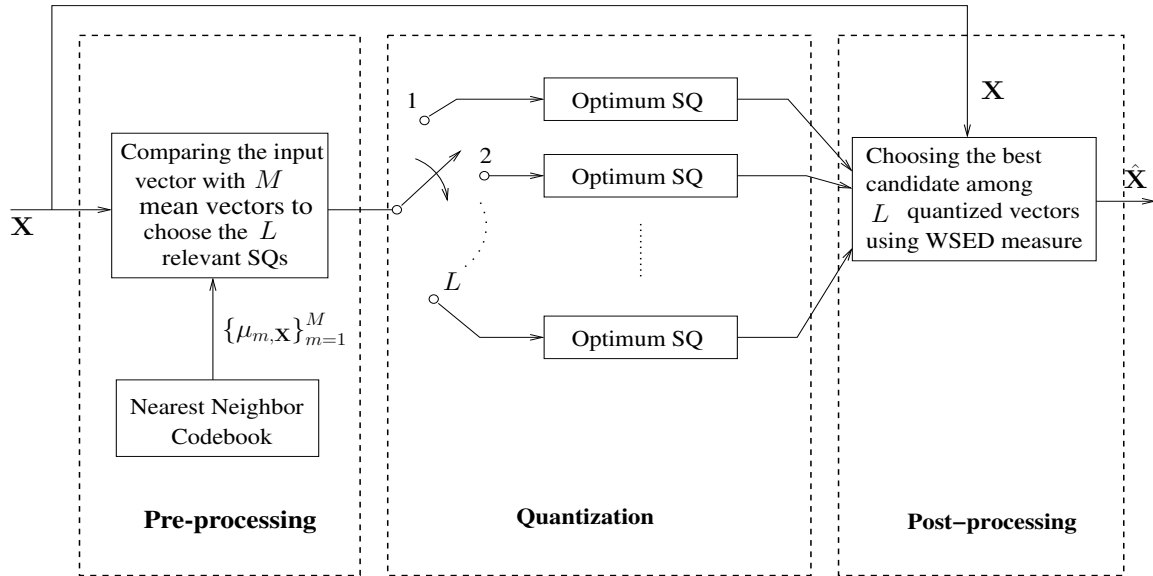 X
Comparing the input
vector with M
mean vectors to
choose the L
relevant SQs
{μ_{m,X}}_{m=1}^{M}
Nearest Neighbor
Codebook
Pre-processing
1
2
L
Optimum SQ
Optimum SQ
Optimum SQ
Quantization
X
Choosing the best
candidate among
L quantized vectors
using WSED measure
X̂
Post-processing